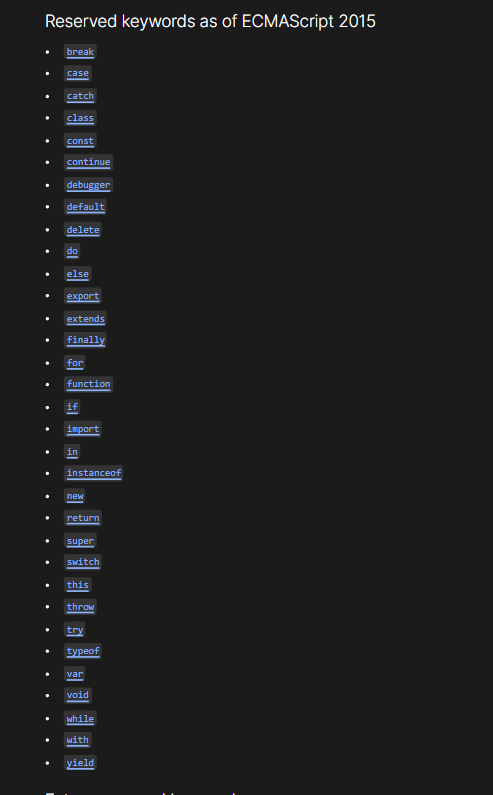 Reserved keywords as of ECMAScript 2015
break
case
catch
class
const
continue
debugger
default
delete
do
else
export
extends
finally
for
function
if
import
in
instanceof
new
return
super
switch
this
throw
try
typeof
var
void
while
with
yield